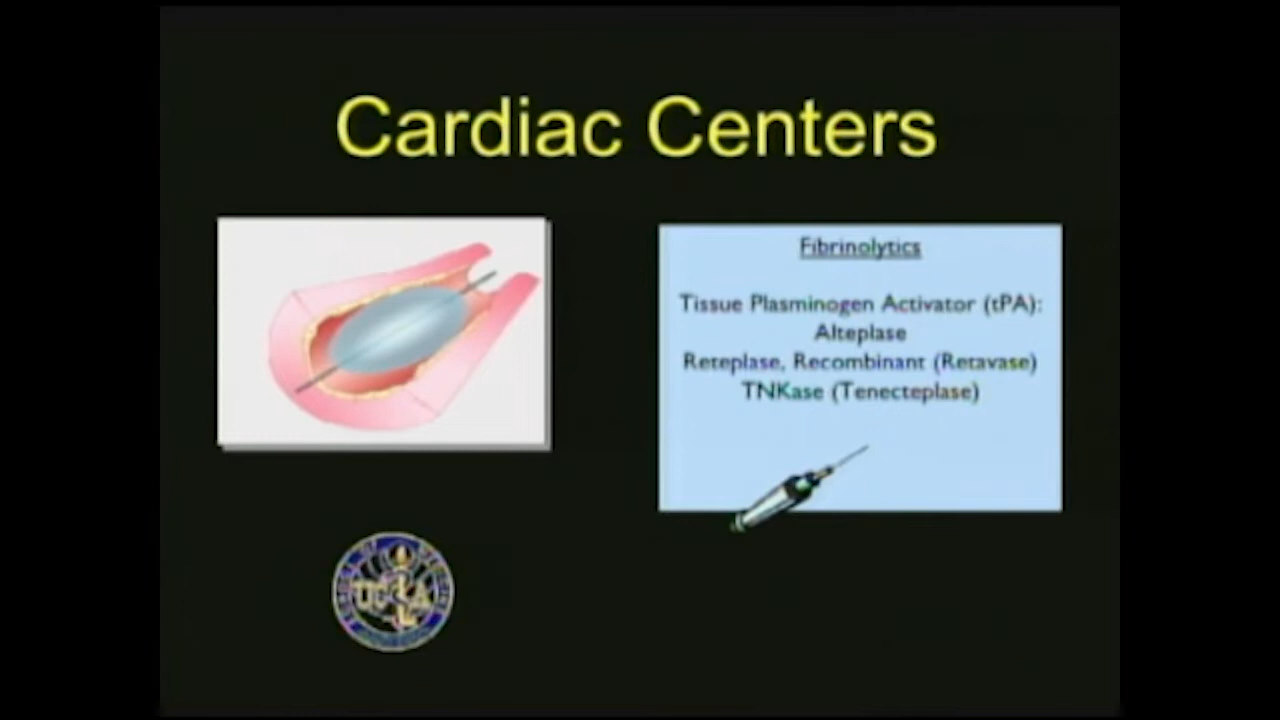 Cardiac Centers
Fibrinolytics
Tissue Plasminogen Activator (tPA):
Alteplase
Reteplase, Recombinant (Retavase)
TNKase (Tenecteplase)